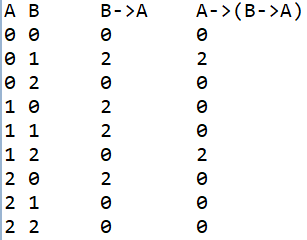 A B B->A A->(B->A)
0 0 0 0
0 1 2 2
0 2 0 0
1 0 2 0
1 1 2 0
1 2 0 2
2 0 2 0
2 1 0 0
2 2 0 0